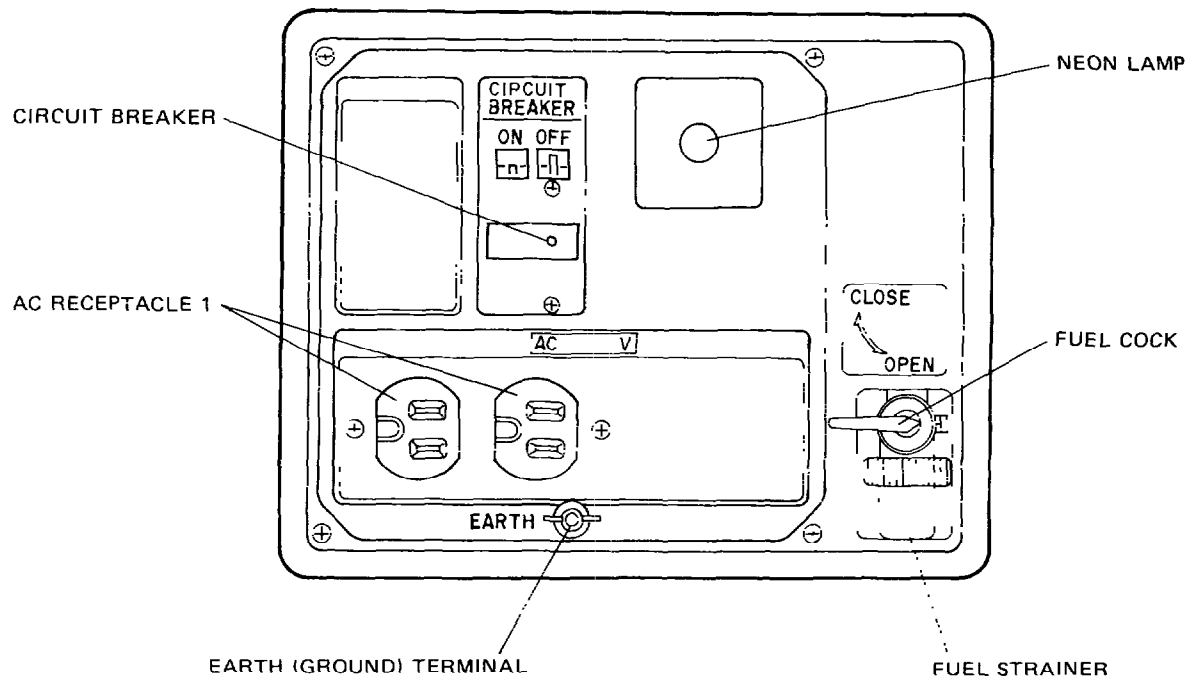 NEON LAMP
CIRCUIT BREAKER
CIPCUIT
BREAKER
ON OFF
AC RECEPTACLE 1
CLOSE
OPEN
FUEL COCK
AC V
EARTH
EARTH (GROUND) TERMINAL
FUEL STRAINER